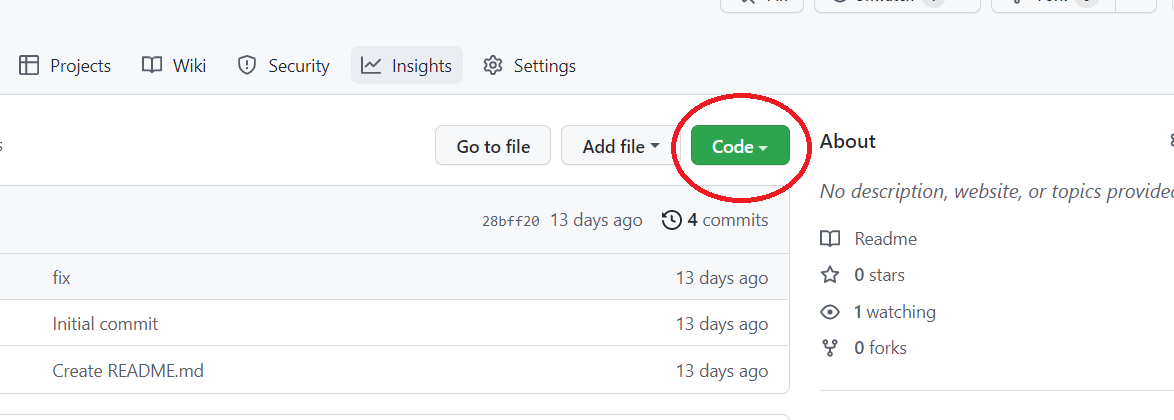 Projects Wiki Security Insights Settings
Go to file Add file Code About
No description, website, or topics provided
28bff20 13 days ago 4 commits
Readme
fix 13 days ago
0 stars
Initial commit 13 days ago
1 watching
Create README.md 13 days ago
0 forks